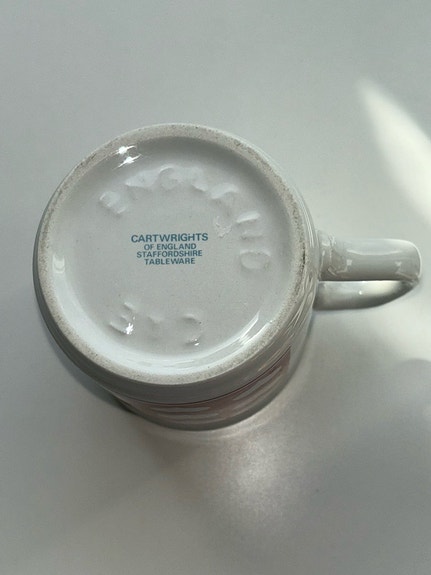 ENGLAND
CARTWRIGHTS
OF ENGLAND
STAFFORDSHIRE
TABLEWARE